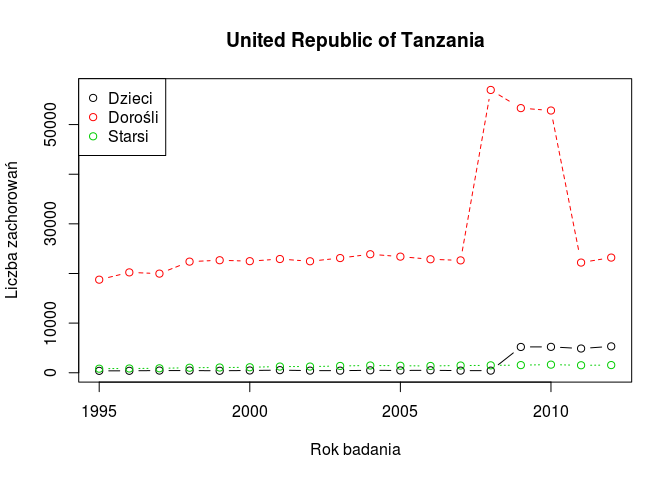 United Republic of Tanzania
Dzieci
Dorośli
Starsi
Liczba zachorowań
50000
30000
10000
0
1995
2000
2005
2010
Rok badania